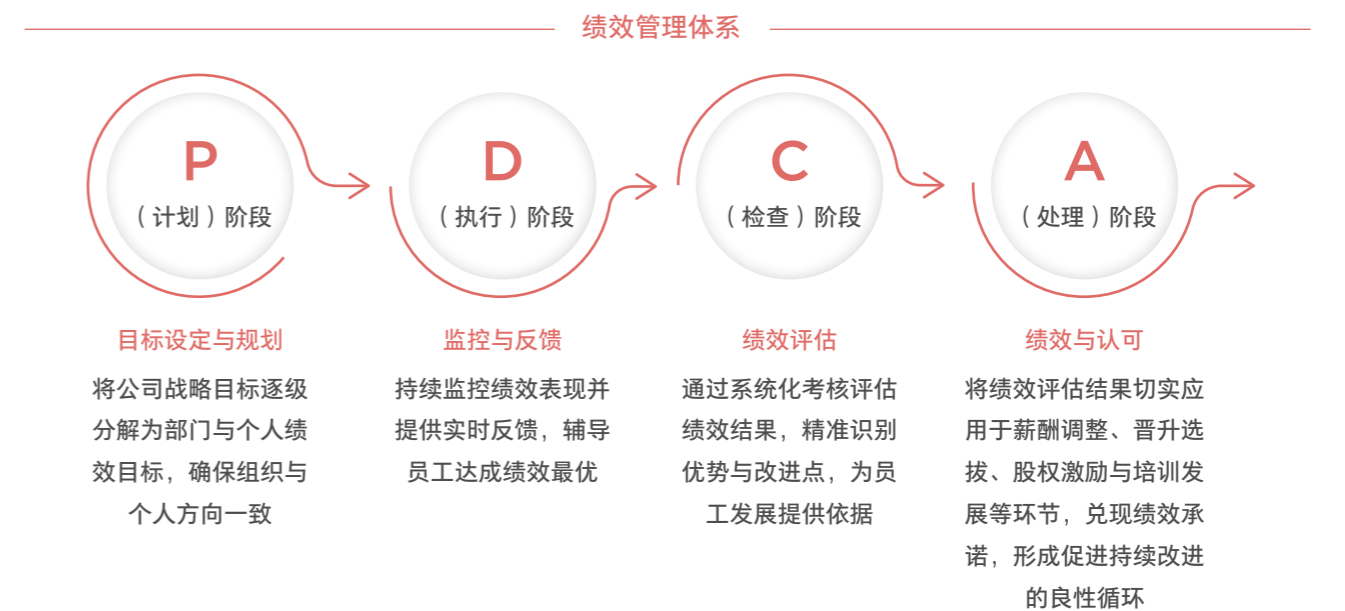 绩效管理体系
P
（计划）阶段
D
（执行）阶段
C
（检查）阶段
A
（处理）阶段
目标设定与规划
将公司战略目标逐级
分解为部门与个人绩
效目标，确保组织与
个人方向一致
监控与反馈
持续监控绩效表现并
提供实时反馈，辅导
员工达成绩效最优
绩效评估
通过系统化考核评估
绩效结果，精准识别
优势与改进点，为员
工发展提供依据
绩效与认可
将绩效评估结果切实应
用于薪酬调整、晋升选
拔、股权激励与培训发
展等环节，兑现绩效承
诺，形成促进持续改进
的良性循环